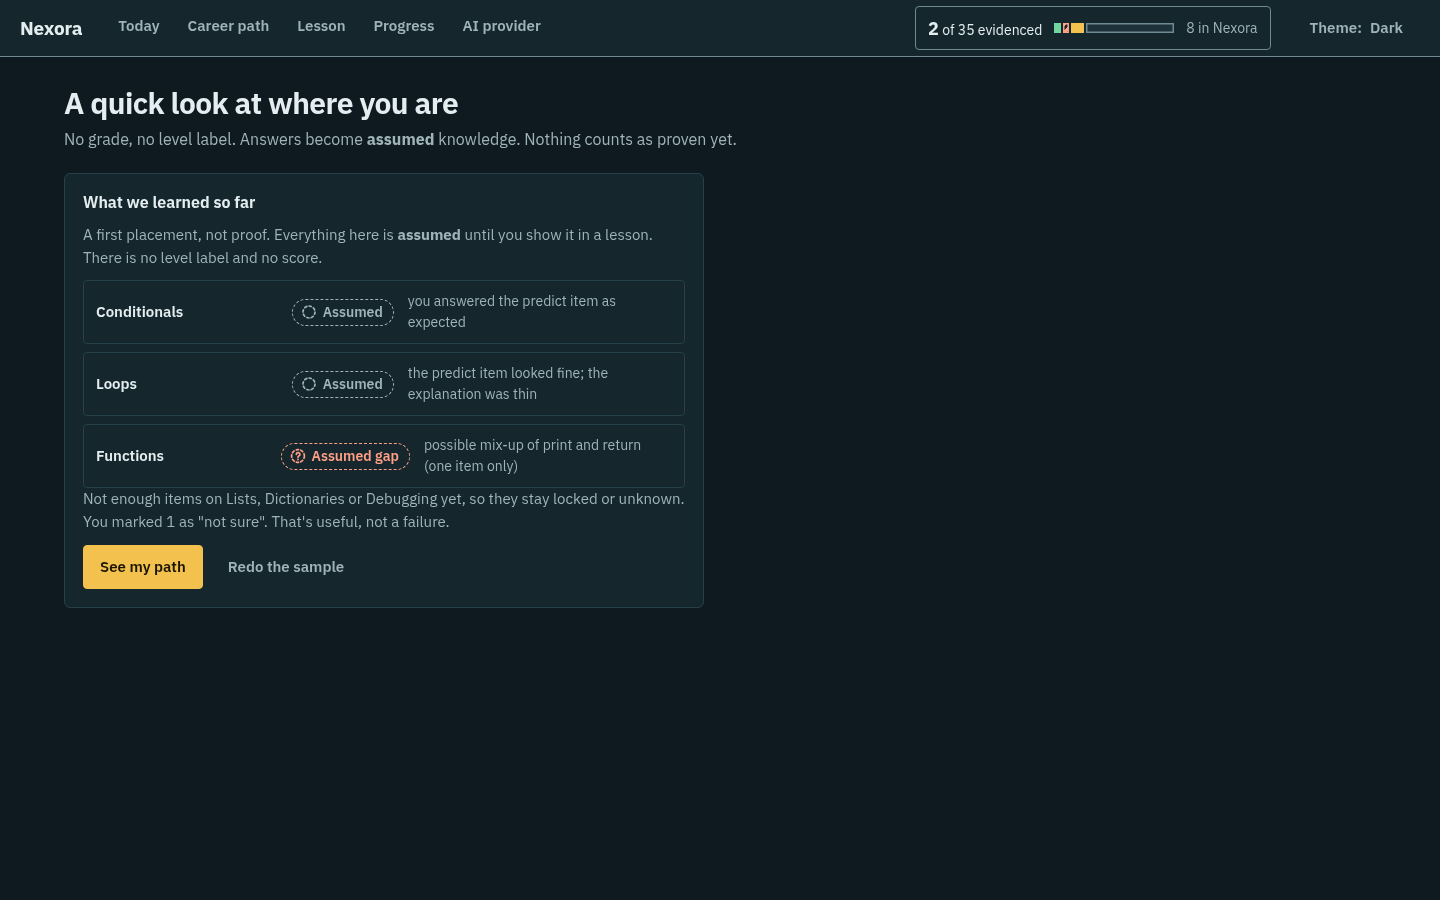 Nexora Today Career path Lesson Progress AI provider 2 of 35 evidenced 8 in Nexora Theme: Dark
A quick look at where you are
No grade, no level label. Answers become assumed knowledge. Nothing counts as proven yet.
What we learned so far
A first placement, not proof. Everything here is assumed until you show it in a lesson.
There is no level label and no score.
Conditionals Assumed you answered the predict item as
expected
Loops Assumed the predict item looked fine; the
explanation was thin
Functions Assumed gap possible mix-up of print and return
(one item only)
Not enough items on Lists, Dictionaries or Debugging yet, so they stay locked or unknown.
You marked 1 as "not sure". That's useful, not a failure.
See my path Redo the sample